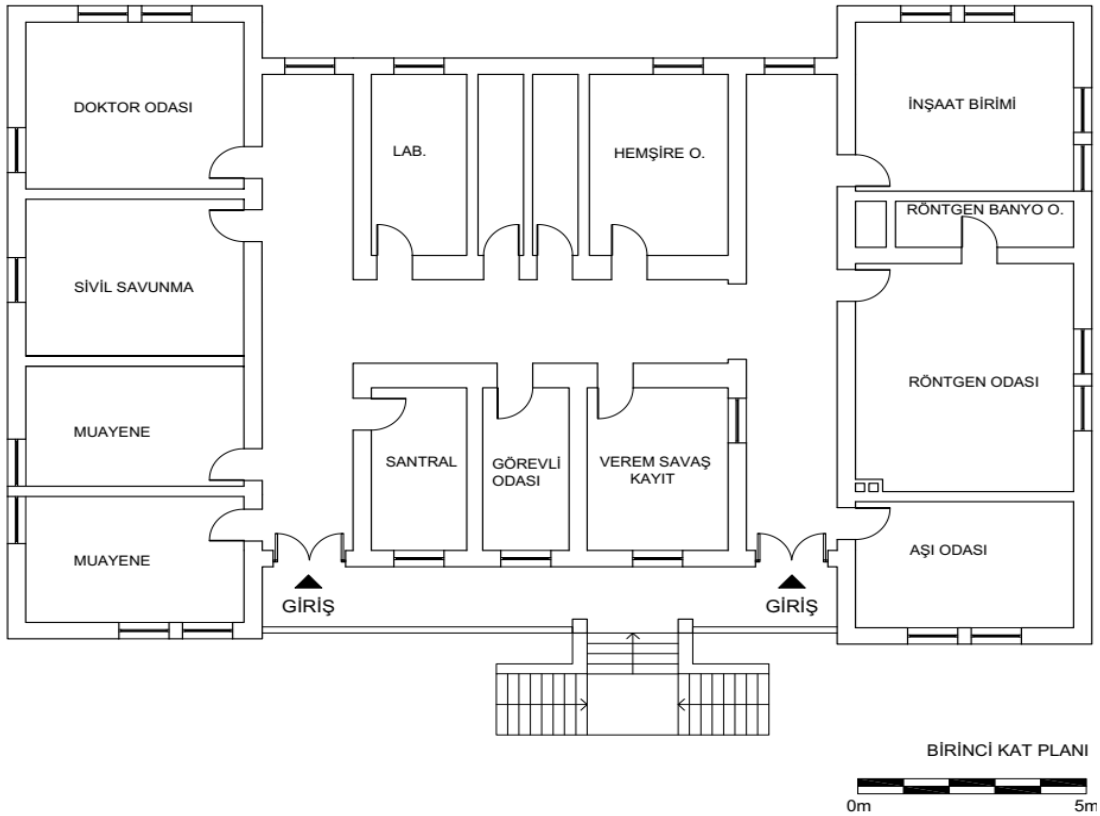 DOKTOR ODASI
LAB.
HEMŞİRE O.
İNŞAAT BİRİMİ
RÖNTGEN BANYO O.
SİVİL SAVUNMA
RÖNTGEN ODASI
MUAYENE
SANTRAL
GÖREVLİ
ODASI
VEREM SAVAŞ
KAYIT
MUAYENE
AŞI ODASI
GİRİŞ
GİRİŞ
BİRİNCİ KAT PLANI
0m
5m